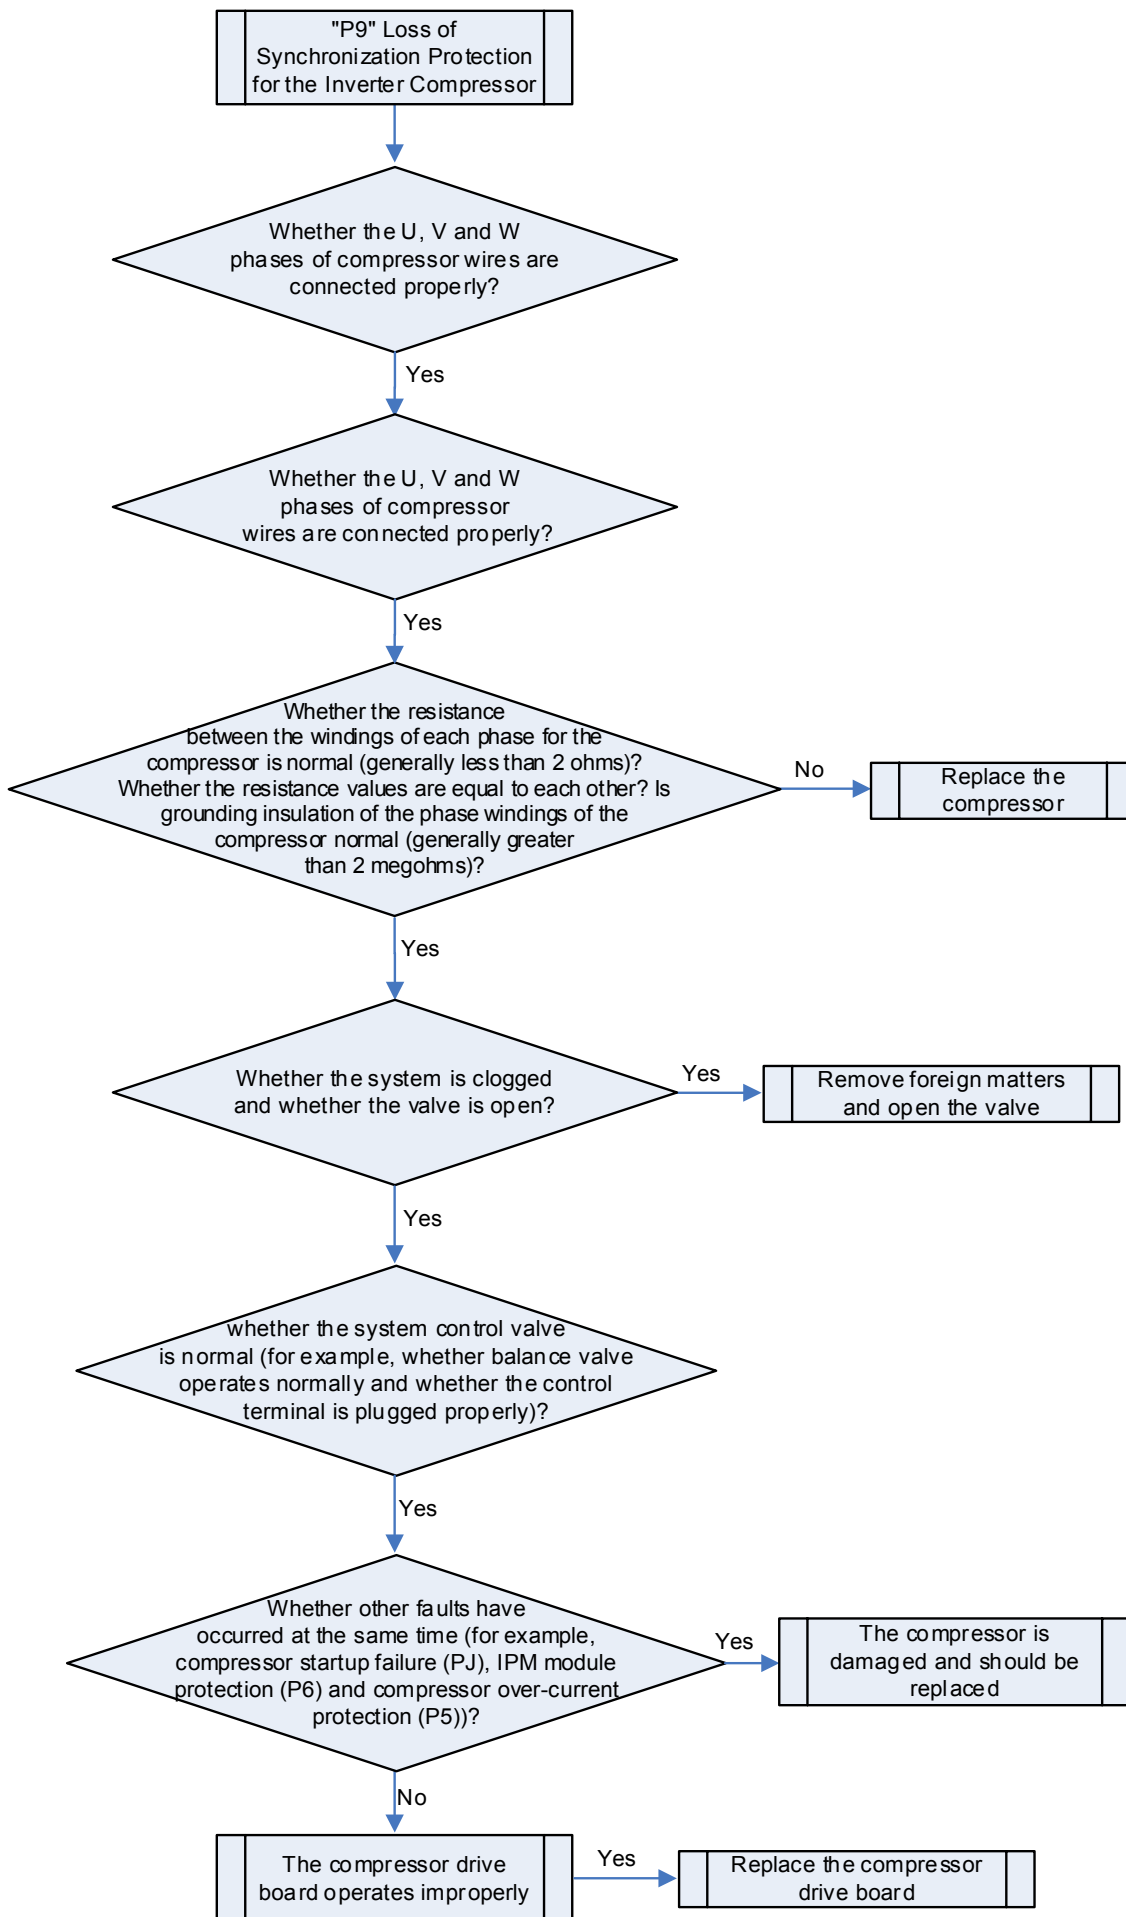 "P9" Loss of
Synchronization Protection
for the Inverter Compressor
Whether the U, V and W
phases of compressor wires are
connected properly?
Yes
Whether the U, V and W
phases of compressor
wires are connected properly?
Yes
Whether the resistance
between the windings of each phase for the
compressor is normal (generally less than 2 ohms)?
Whether the resistance values are equal to each other? Is
grounding insulation of the phase windings of the
compressor normal (generally greater
than 2 megohms)?
No
Replace the
compressor
Yes
Whether the system is clogged
and whether the valve is open?
Yes
Remove foreign matters
and open the valve
Yes
whether the system control valve
is normal (for example, whether balance valve
operates normally and whether the control
terminal is plugged properly)?
Yes
Whether other faults have
occurred at the same time (for example,
compressor startup failure (PJ), IPM module
protection (P6) and compressor over-current
protection (P5))?
Yes
The compressor is
damaged and should be
replaced
No
The compressor drive
board operates improperly
Yes
Replace the compressor
drive board